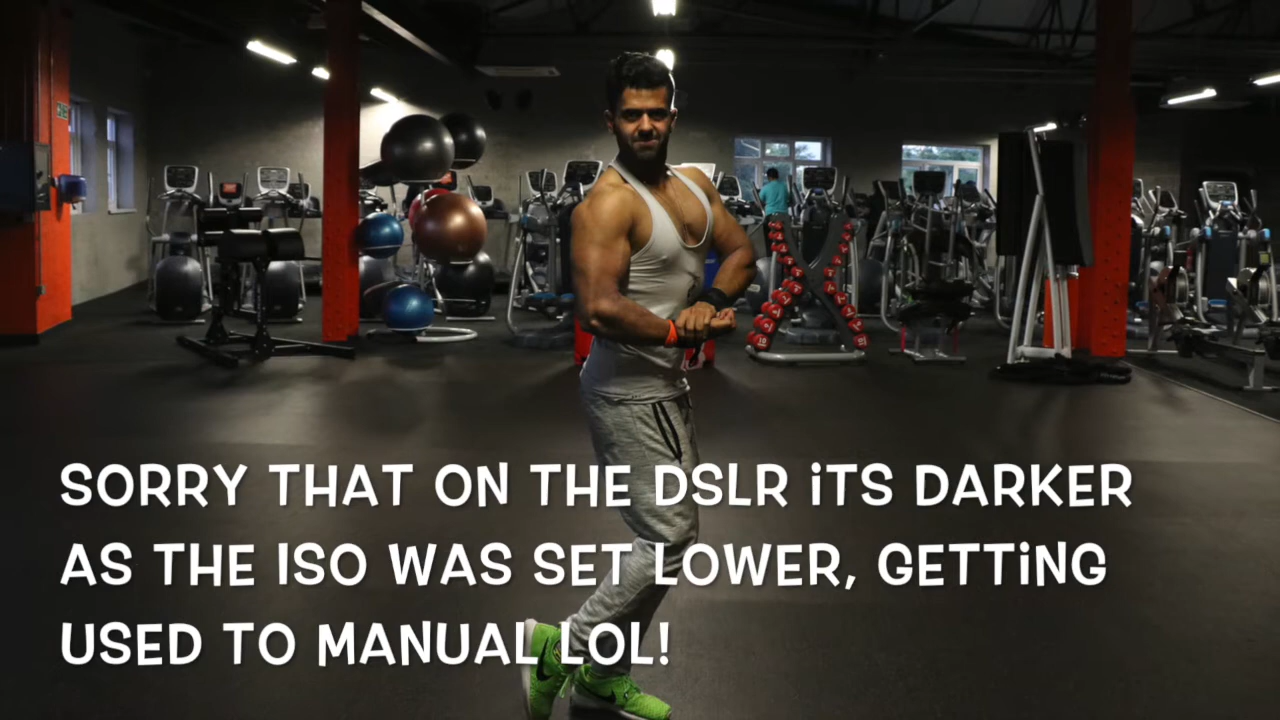 SORRY THAT ON THE DSLR iTS DARKER
AS THE ISO WAS SET LOWER, GETTiNG
USED TO MANUAL LOL!